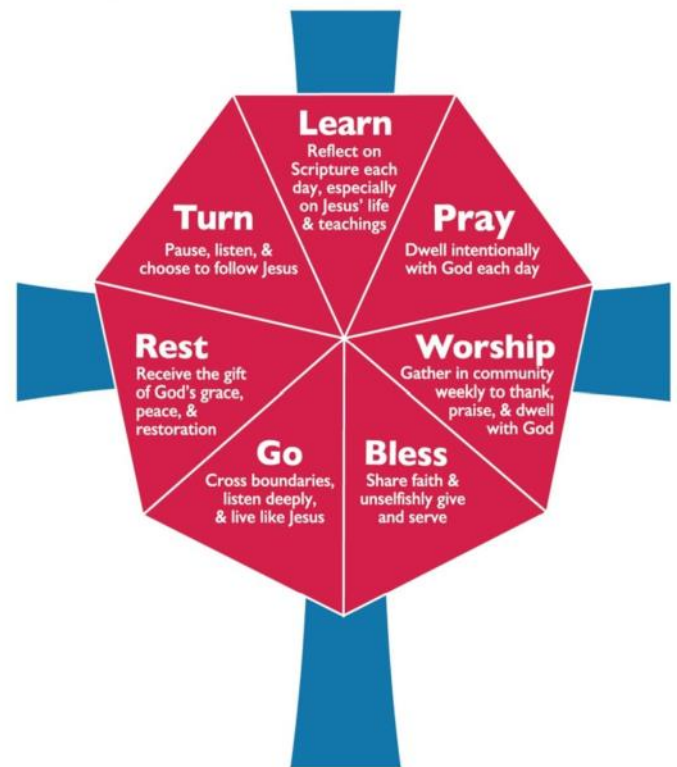 Learn
Reflect on
Scripture each
day, especially
on Jesus' life
& teachings
Turn
Pause, listen, &
choose to follow Jesus
Pray
Dwell intentionally
with God each day
Rest
Receive the gift
of God's grace,
peace, &
restoration
Worship
Gather in community
weekly to thank,
praise, & dwell
with God
Go
Cross boundaries,
listen deeply,
& live like Jesus
Bless
Share faith &
unselfishly give
and serve